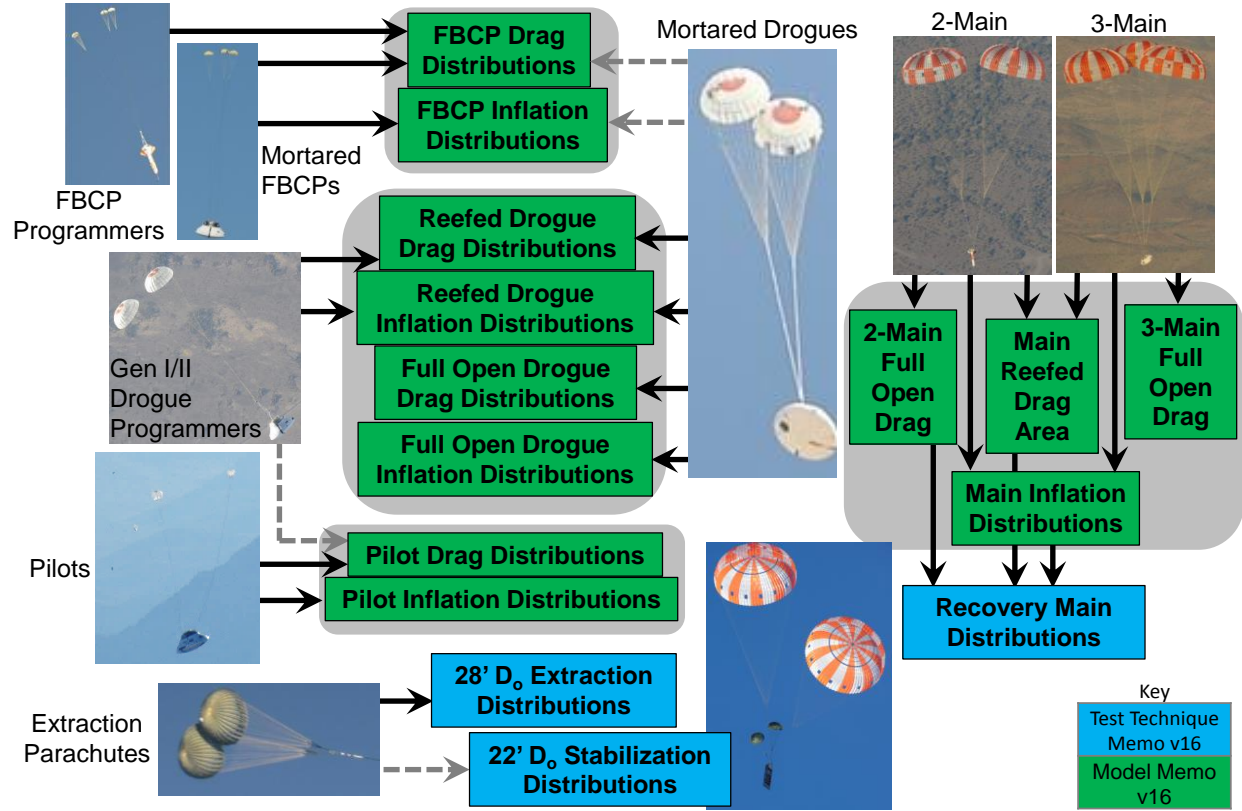 FBCP Drag
Distributions
FBCP Inflation
Distributions
Mortared Drogues
2-Main
3-Main
Mortared
FBCPs
FBCP
Programmers
Reefed Drogue
Drag Distributions
Reefed Drogue
Inflation Distributions
Full Open Drogue
Drag Distributions
Full Open Drogue
Inflation Distributions
Gen I/II
Drogue
Programmers
2-Main
Full
Open
Drag
Main
Reefed
Drag
Area
3-Main
Full
Open
Drag
Main Inflation
Distributions
Recovery Main
Distributions
Pilots
Pilot Drag Distributions
Pilot Inflation Distributions
Extraction
Parachutes
28’ Do Extraction
Distributions
22’ Do Stabilization
Distributions
Key
Test Technique
Memo v16
Model Memo
v16